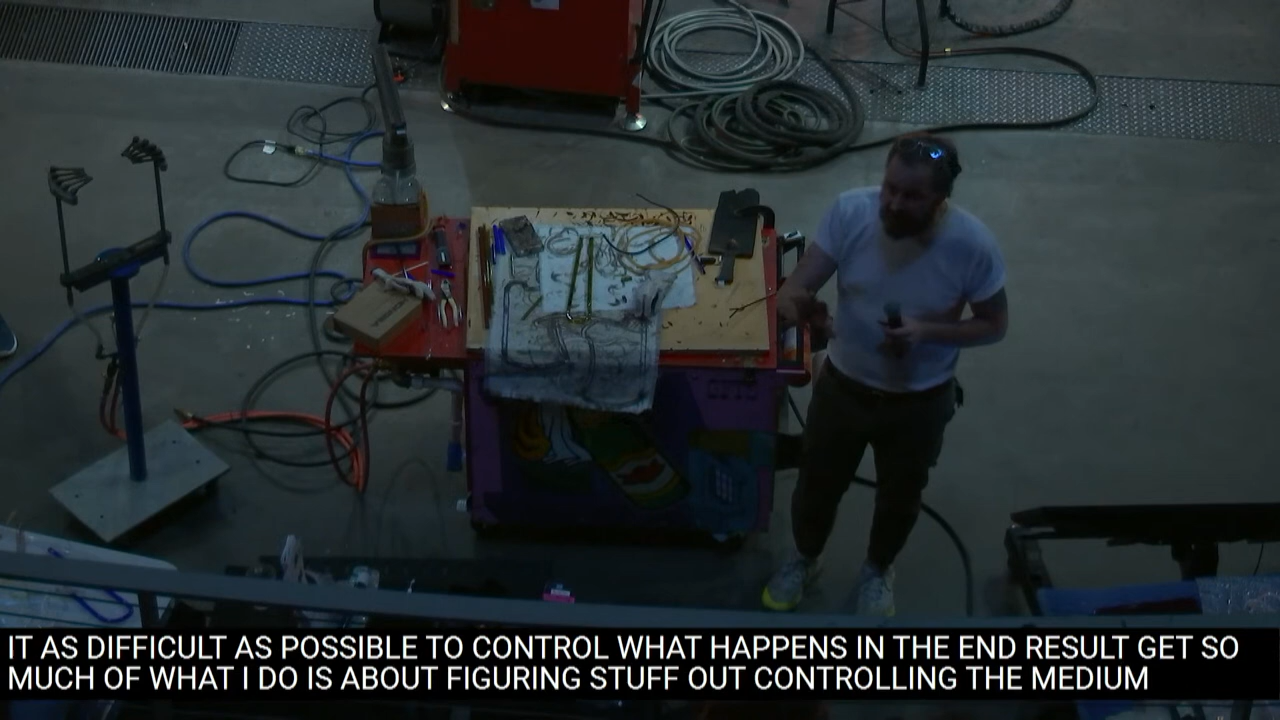 IT AS DIFFICULT AS POSSIBLE TO CONTROL WHAT HAPPENS IN THE END RESULT GET SO
MUCH OF WHAT I DO IS ABOUT FIGURING STUFF OUT CONTROLLING THE MEDIUM